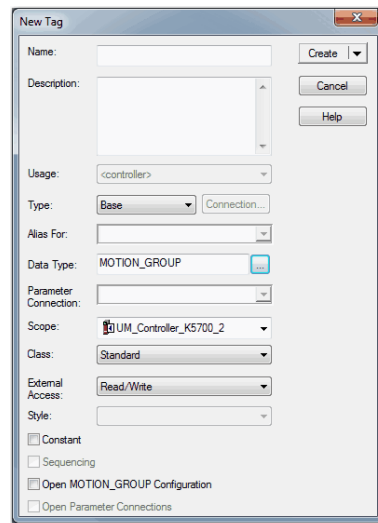 New Tag
Name:
Create
Description:
Cancel
Help
Usage: <controller>
Type: Base Connection...
Alias For:
Data Type: MOTION_GROUP ...
Parameter
Connection:
Scope: UM_Controller_K5700_2
Class: Standard
External
Access: Read/Write
Style:
Constant
Sequencing
Open MOTION_GROUP Configuration
Open Parameter Connections